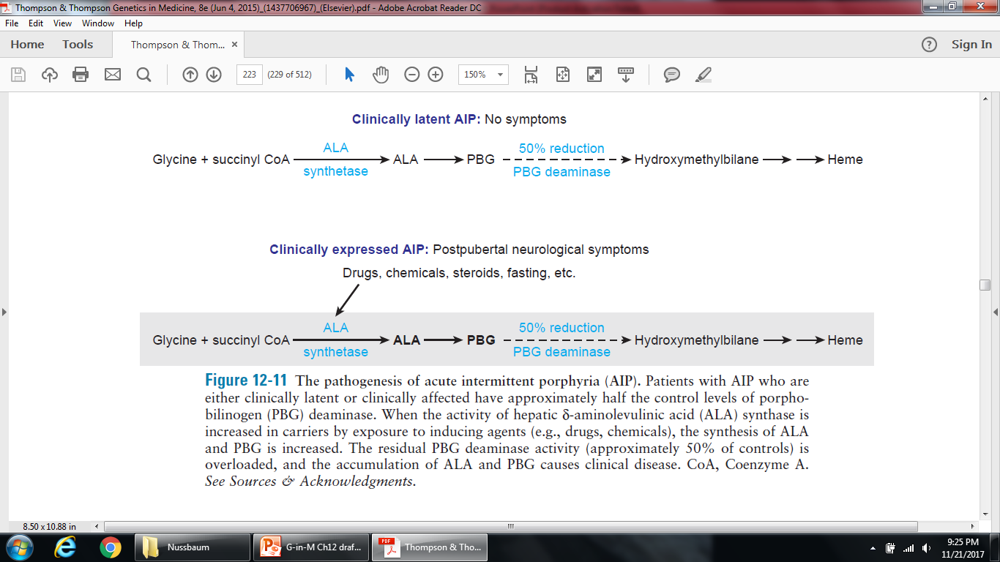 Thompson & Thompson Genetics in Medicine, 8e (Jun 4, 2015)_(1437706967)_(Elsevier).pdf - Adobe Acrobat Reader DC
File Edit View Window Help
Home Tools Thompson & Thom... × ? Sign In
223 (229 of 512) 150%
Clinically latent AIP: No symptoms
ALA 50% reduction
Glycine + succinyl CoA ALA PBG Hydroxymethylbilane Heme
synthetase PBG deaminase
Clinically expressed AIP: Postpubertal neurological symptoms
Drugs, chemicals, steroids, fasting, etc.
ALA 50% reduction
Glycine + succinyl CoA ALA PBG Hydroxymethylbilane Heme
synthetase PBG deaminase
Figure 12-11 The pathogenesis of acute intermittent porphyria (AIP). Patients with AIP who are
either clinically latent or clinically affected have approximately half the control levels of porpho-
bilinogen (PBG) deaminase. When the activity of hepatic δ-aminolevulinic acid (ALA) synthase is
increased in carriers by exposure to inducing agents (e.g., drugs, chemicals), the synthesis of ALA
and PBG is increased. The residual PBG deaminase activity (approximately 50% of controls) is
overloaded, and the accumulation of ALA and PBG causes clinical disease. CoA, Coenzyme A.
See Sources & Acknowledgments.
8.50 x 10.88 in
Nussbaum G-in-M Ch12 draf... PDF Thompson & Tho... 9:25 PM
11/21/2017